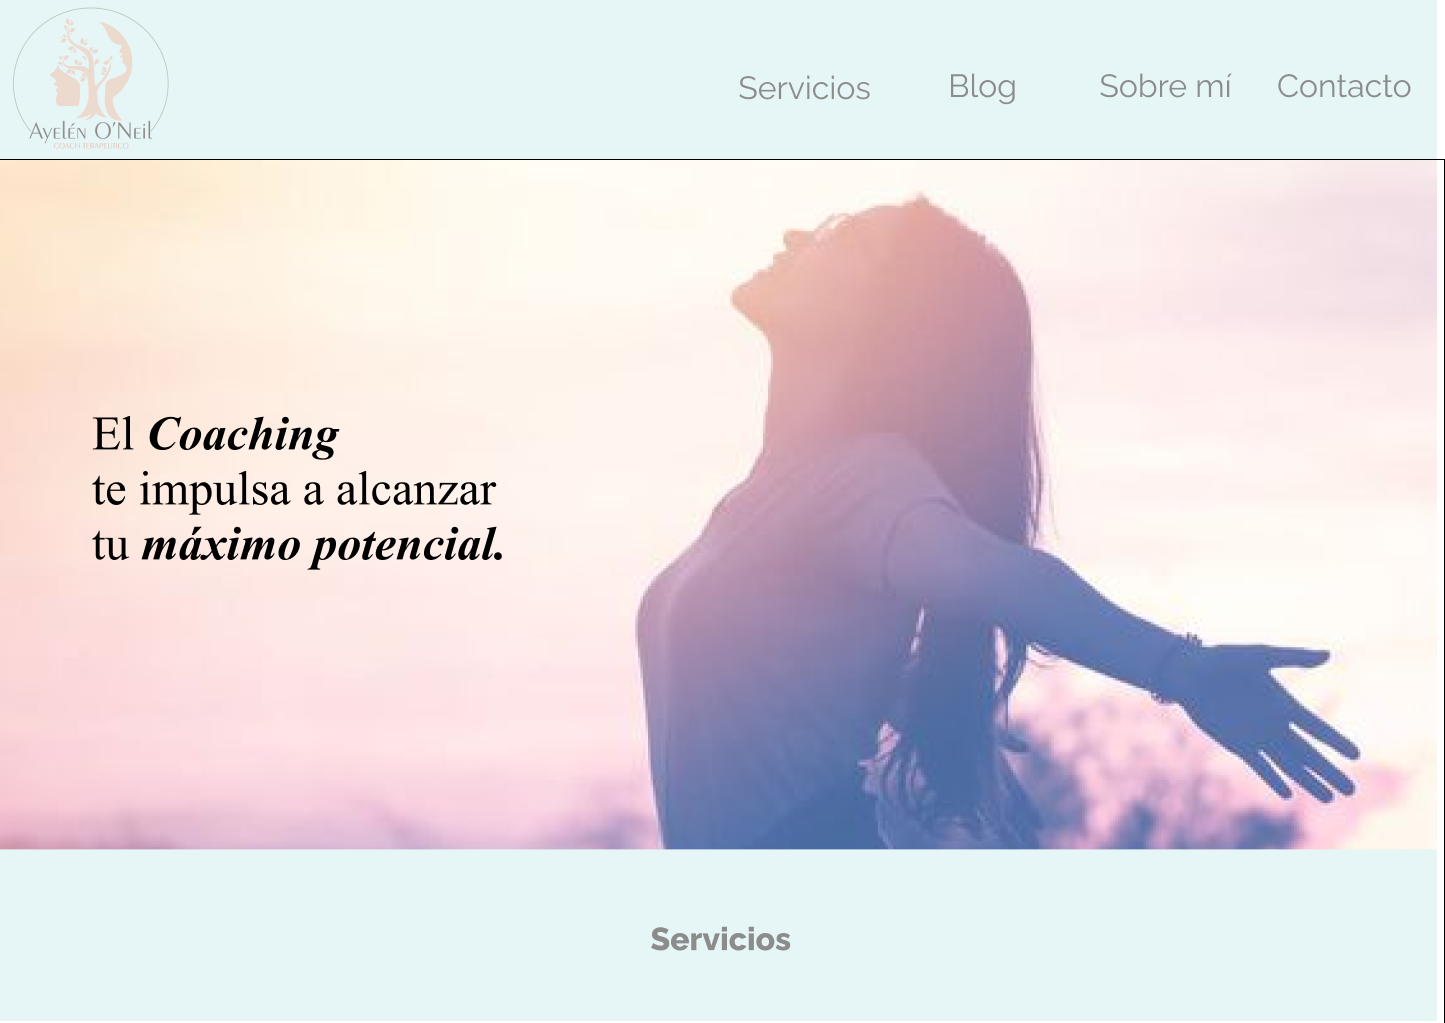 Ayelén O'Neil
COACH TERAPEUTICO
Servicios Blog Sobre mí Contacto
El Coaching
te impulsa a alcanzar
tu máximo potencial.
Servicios